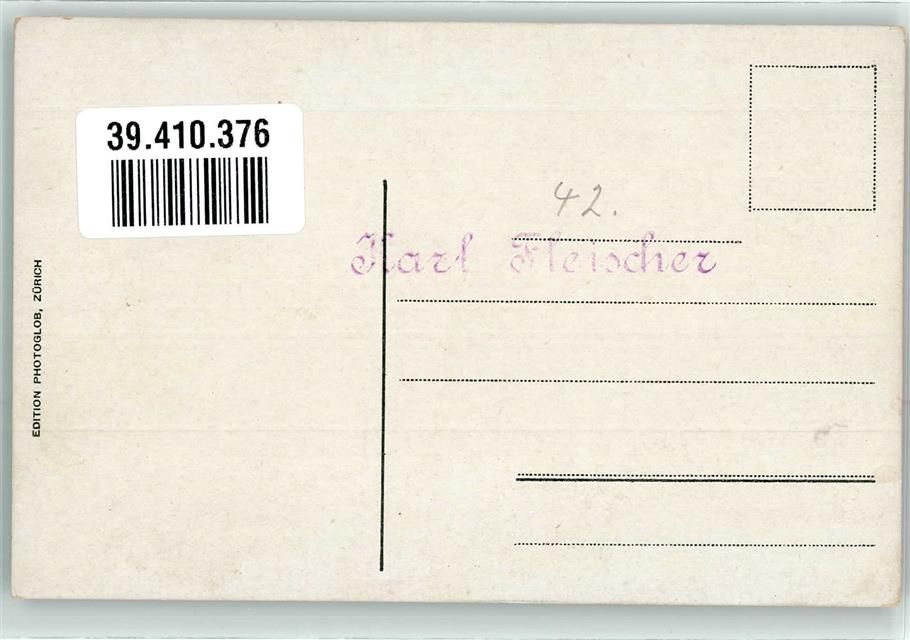 39.410.376
42.
Karl Fleischer
EDITION PHOTOGLOB, ZÜRICH